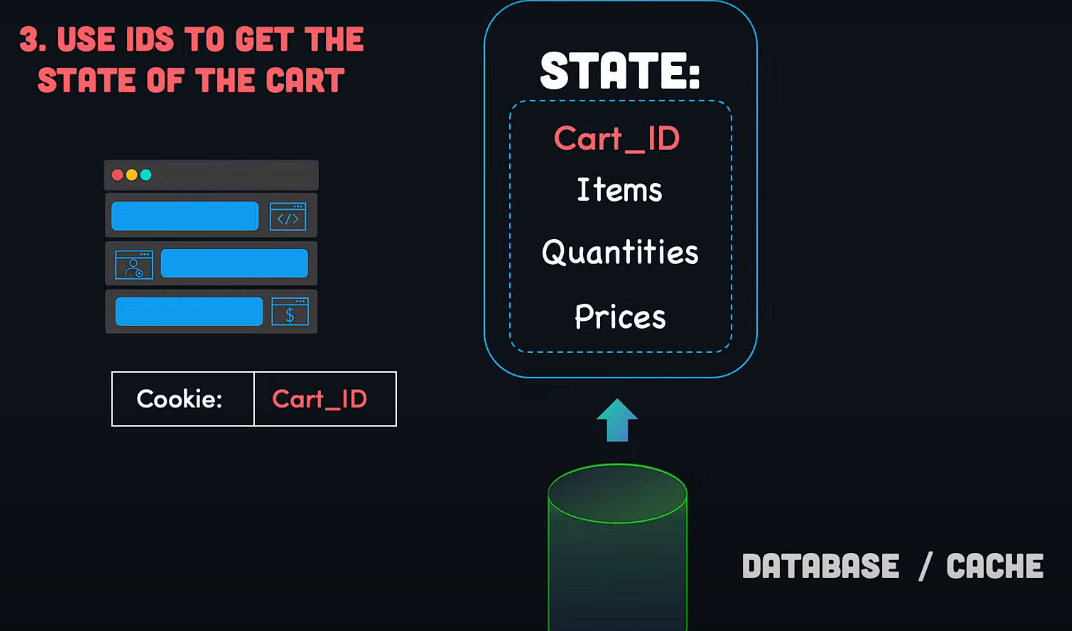 3. USE IDS TO GET THE
STATE OF THE CART
STATE:
Cart_ID
Items
Quantities
Prices
</>
$
Cookie: Cart_ID
DATABASE / CACHE